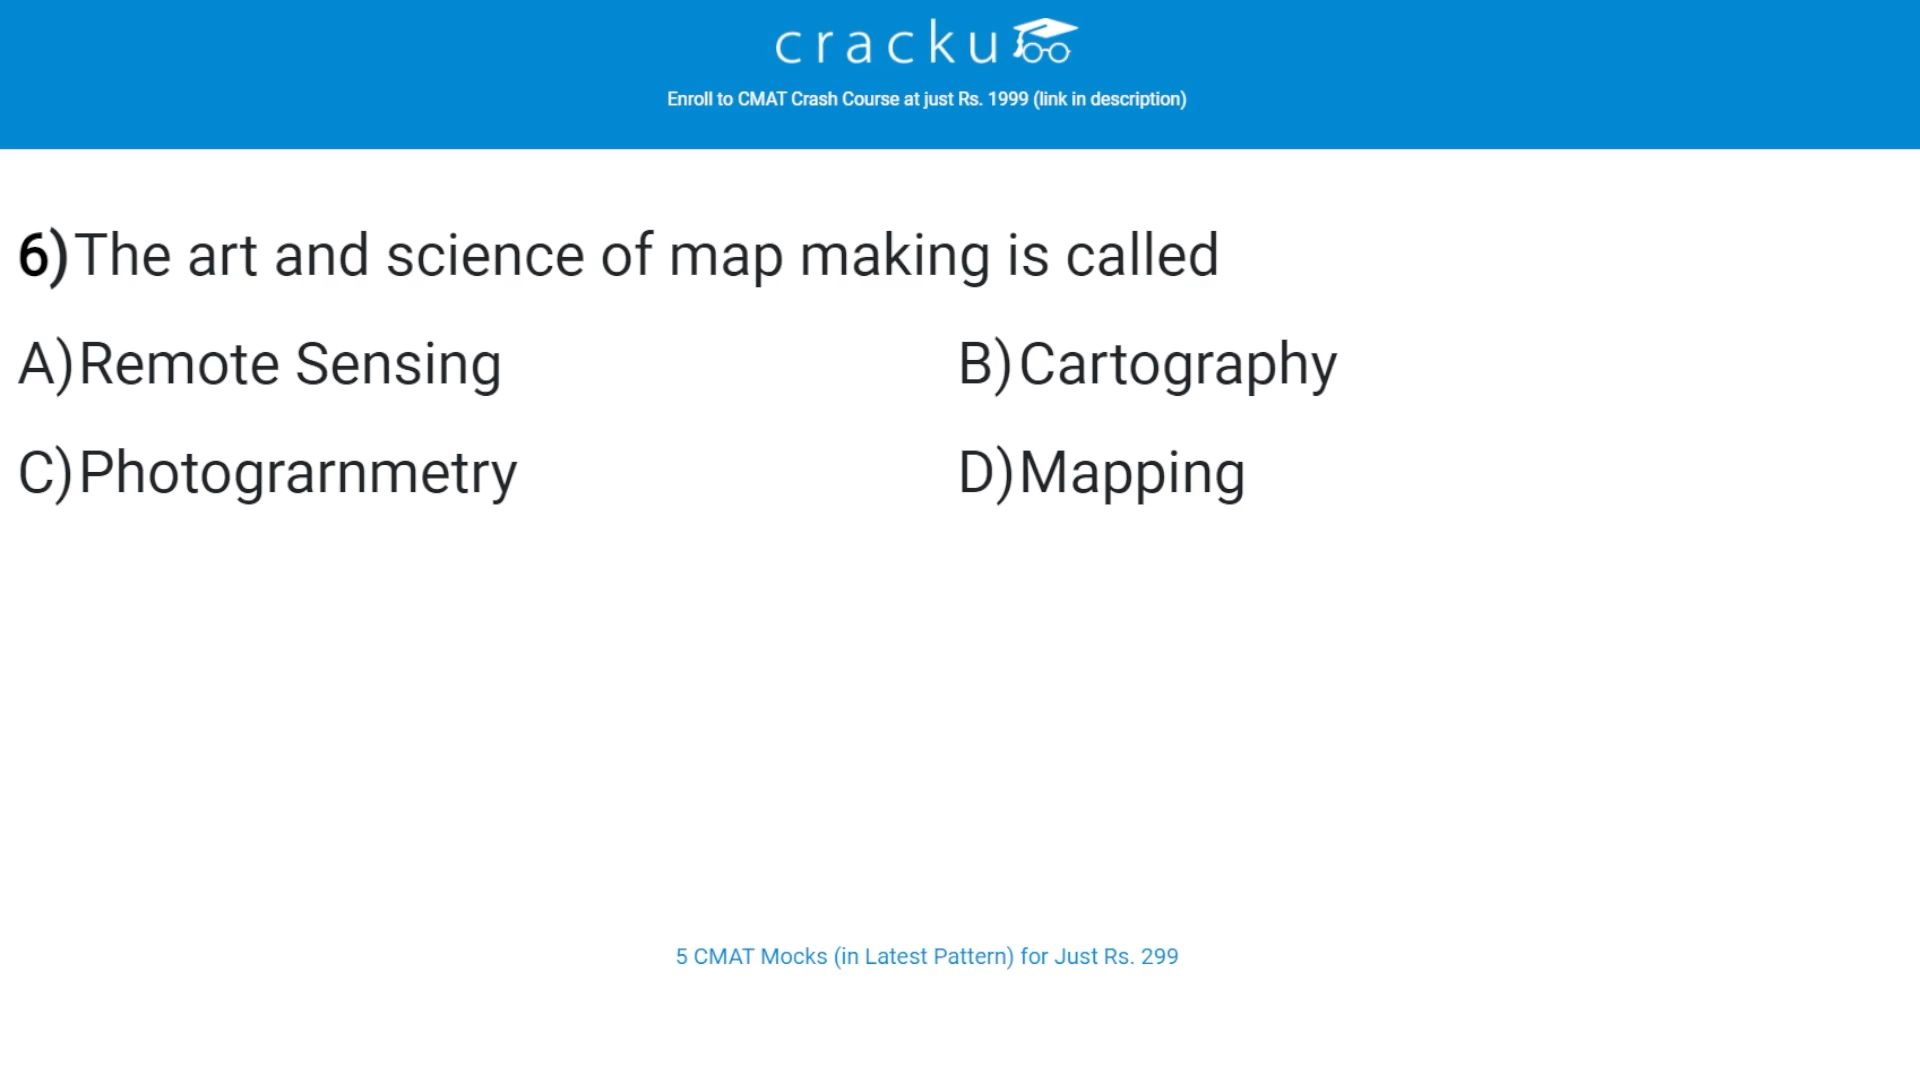 cracku
Enroll to CMAT Crash Course at just Rs. 1999 (link in description)
6)The art and science of map making is called
A)Remote Sensing
B)Cartography
C)Photograrnmetry
D)Mapping
5 CMAT Mocks (in Latest Pattern) for Just Rs. 299